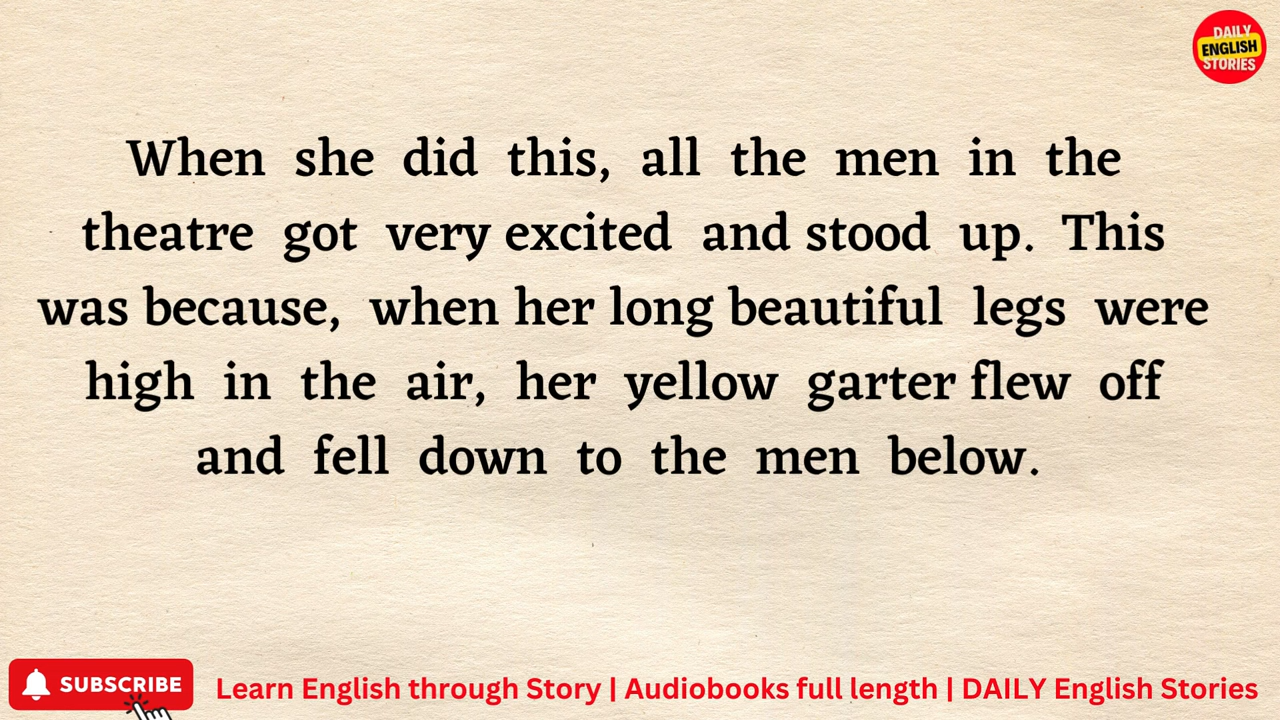 DAILY
ENGLISH
STORIES
When she did this, all the men in the
theatre got very excited and stood up. This
was because, when her long beautiful legs were
high in the air, her yellow garter flew off
and fell down to the men below.
SUBSCRIBE
Learn English through Story | Audiobooks full length | DAILY English Stories